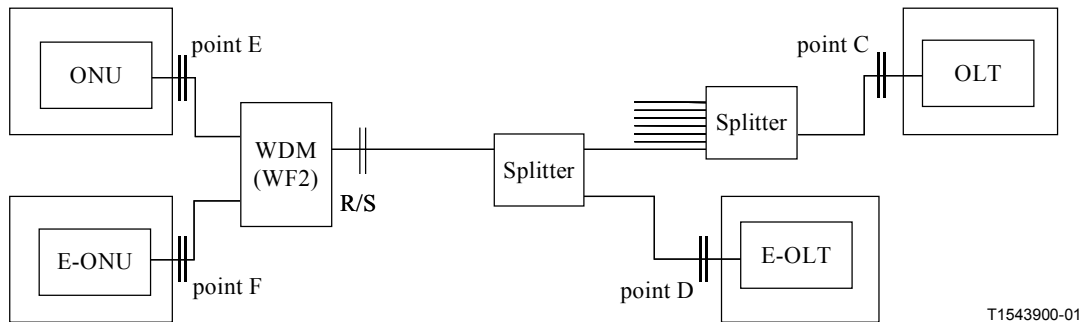 point E
point C
ONU
OLT
WDM
(WF2)
Splitter
Splitter
R/S
E-ONU
E-OLT
point F
point D
T1543900-01